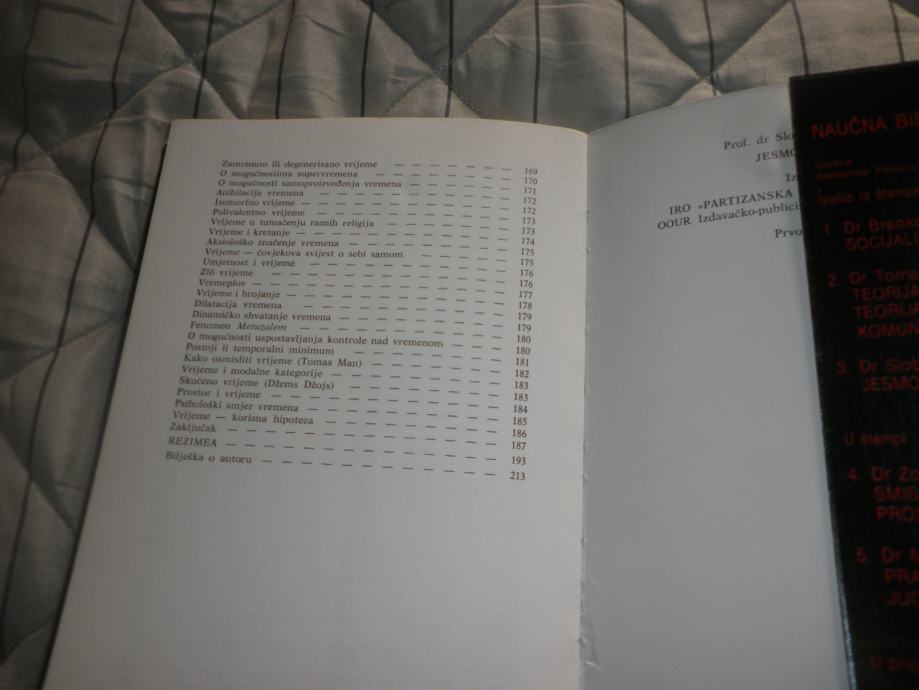 Zamrznuto ili degenerisano vrijeme — — — — — — — 169
O mogućnostima supervremena — — — — — — — — 170
O mogućnosti samoproizvođenja vremena — — — — — — 171
Anihilacija vremena — — — — — — — — — — 172
Izomorfno vrijeme — — — — — — — — — — 172
Polivalentno vrijeme — — — — — — — — — — 173
Vrijeme u tumačenju raznih religija — — — — — — — 173
Vrijeme i kretanje — — — — — — — — — — 174
Aksiološko značenje vremena — — — — — — — — 175
Vrijeme — čovjekova svijest o sebi samom — — — — — 175
Umjetnost i vrijeme — — — — — — — — — — 176
Zlo vrijeme — — — — — — — — — — — — 176
Vremeplov — — — — — — — — — — — — 177
Vrijeme i brojanje — — — — — — — — — — 178
Dilatacija vremena — — — — — — — — — — 179
Dinamičko shvatanje vremena — — — — — — — — 179
Fenomen Metuzalem — — — — — — — — — — 180
O mogućnosti uspostavljanja kontrole nad vremenom — — — 180
Postoji li temporalni minimum — — — — — — — — 181
Kako osmisliti vrijeme (Tomas Man) — — — — — — — 182
Vrijeme i modalne kategorije — — — — — — — — 183
Skučeno vrijeme (Džems Džojs) — — — — — — — — 183
Prostor i vrijeme — — — — — — — — — — — 184
Psihološki smjer vremena — — — — — — — — — 185
Vrijeme — korisna hipoteza — — — — — — — — 186
Zaključak — — — — — — — — — — — — 187
REZIMEA — — — — — — — — — — — — 193
Bilješka o autoru — — — — — — — — — — — 213
Prof. dr Slo
JESMO
Iz
IRO »PARTIZANSKA
OOUR Izdavačko-publicis
Prvo
NAUČNA BI
Izašlo iz štampe
1. Dr Branko
SOCIJAL
2. Dr Toma
TEORIJA
TEORIJA
KOMUN
3. Dr Slob
JESMO
U štampi
4. Dr Zo
SMIS
PRO
5. Dr M
PRA
JUG